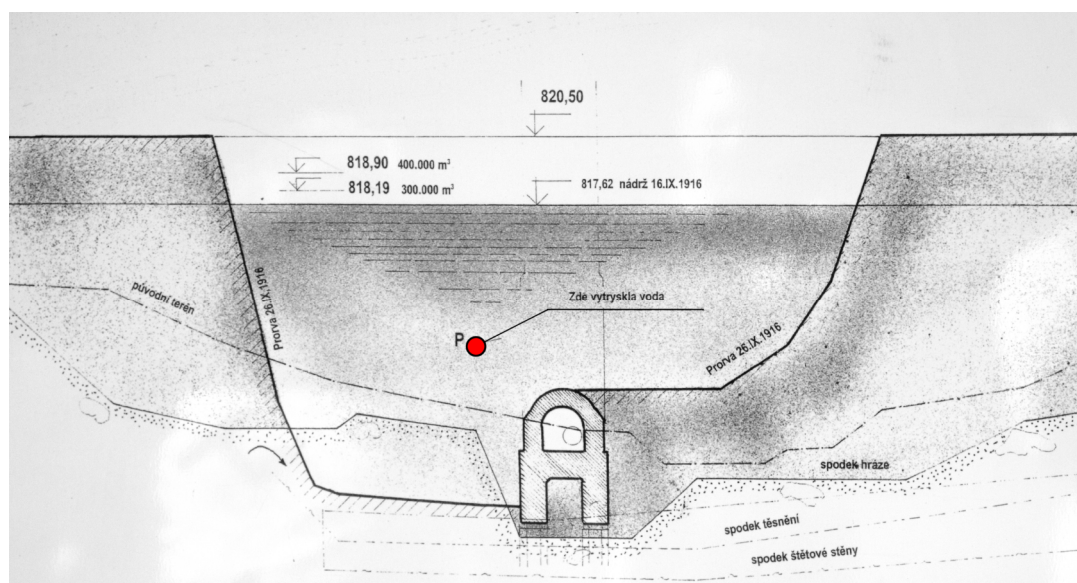 820,50
818,90 400.000 m³
818,19 300.000 m³
817,62 nádrž 16.IX.1916
původní terén
Prorva 26.IX.1916
Zde vytryskla voda
P
Prorva 26.IX.1916
spodek hráze
spodek těsnění
spodek štětové stěny